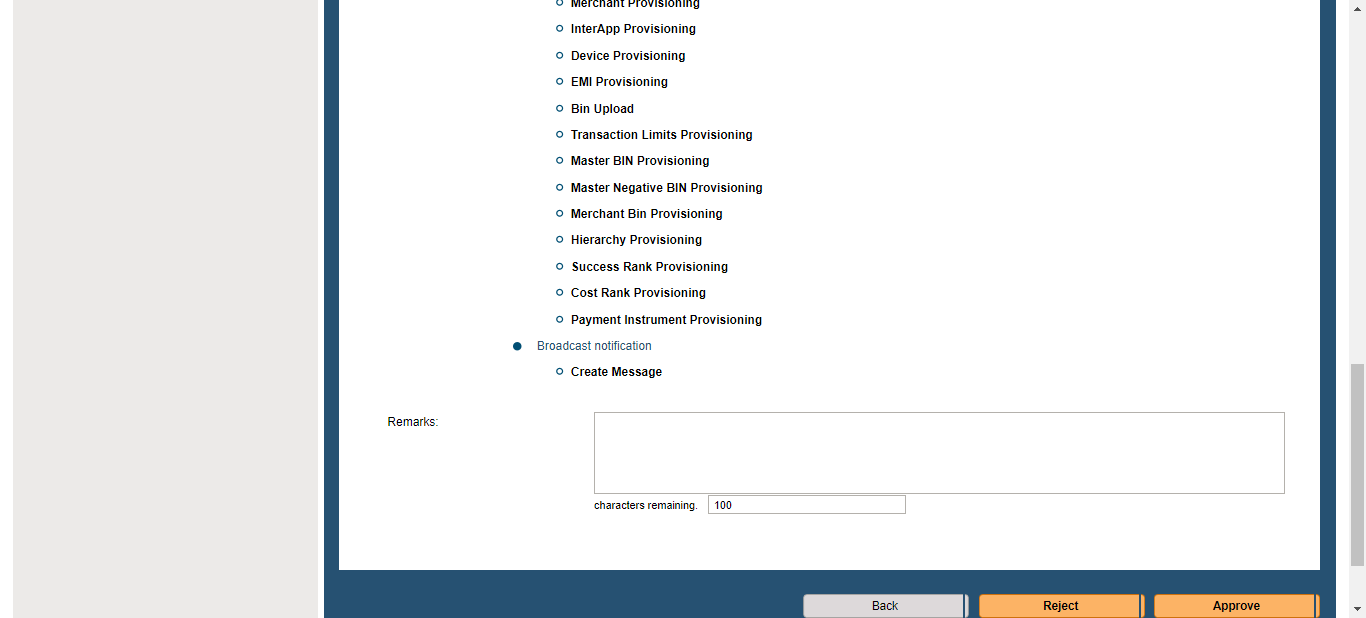 Merchant Provisioning
InterApp Provisioning
Device Provisioning
EMI Provisioning
Bin Upload
Transaction Limits Provisioning
Master BIN Provisioning
Master Negative BIN Provisioning
Merchant Bin Provisioning
Hierarchy Provisioning
Success Rank Provisioning
Cost Rank Provisioning
Payment Instrument Provisioning
Broadcast notification
Create Message
Remarks:
characters remaining. 100
Back Reject Approve